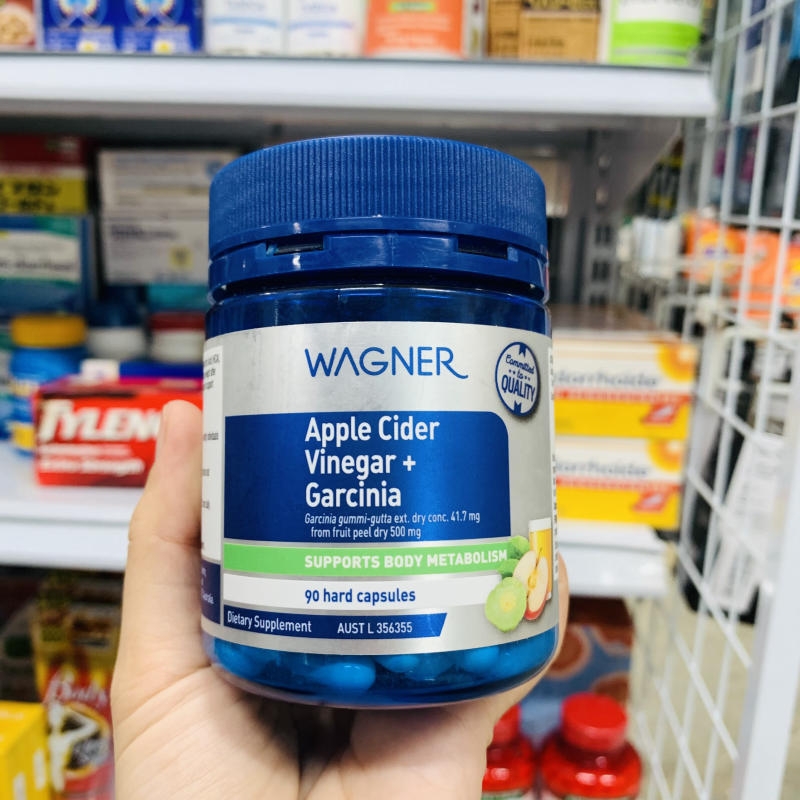 WAGNER
Committed
to
QUALITY
Apple Cider
Vinegar +
Garcinia
Garcinia gummi-gutta ext. dry conc. 41.7 mg
from fruit peel dry 500 mg
SUPPORTS BODY METABOLISM
90 hard capsules
Dietary Supplement
AUST L 356355
TYLENO